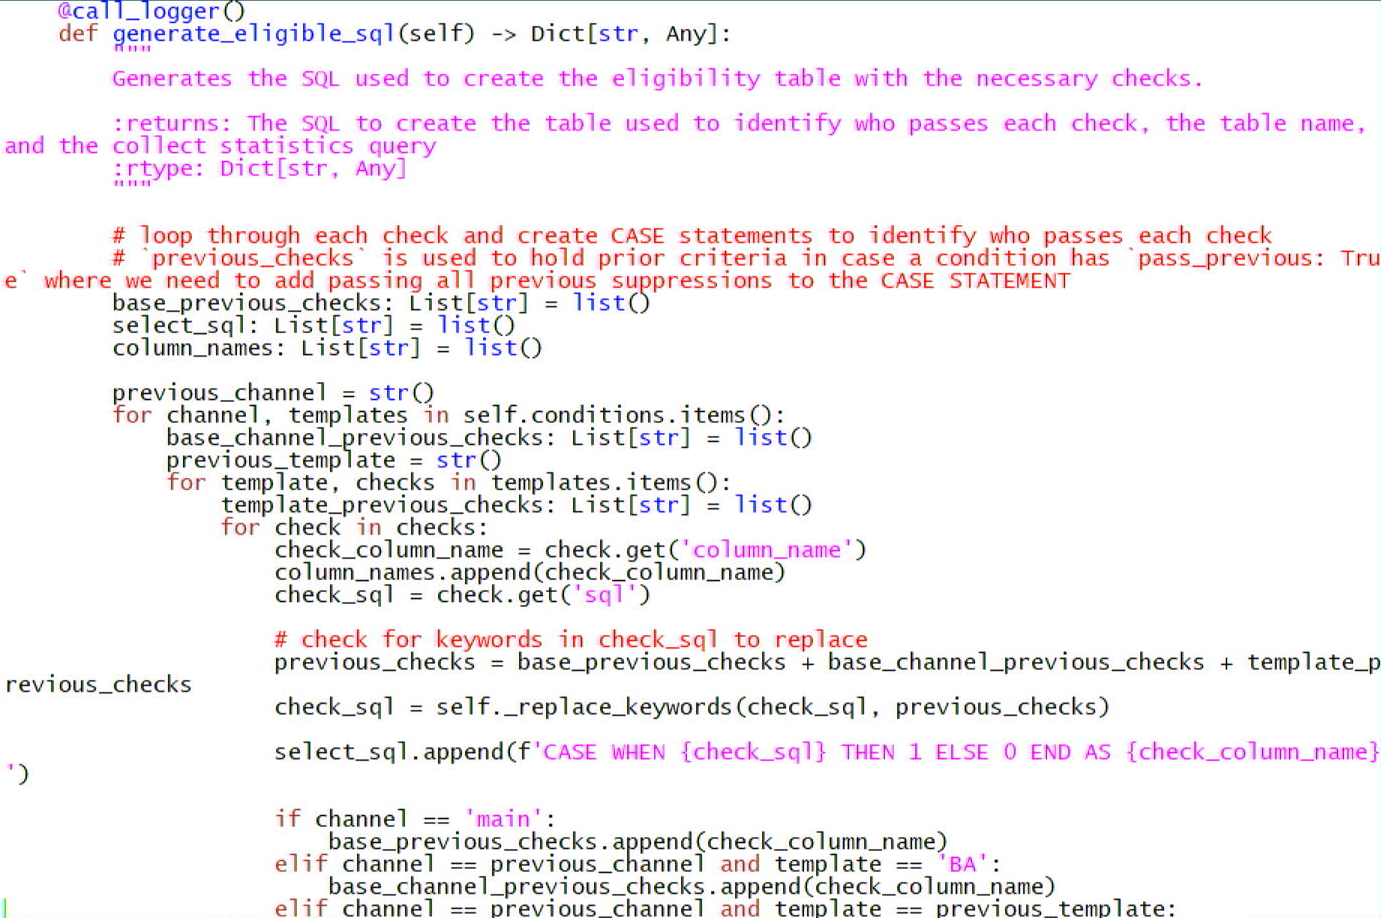 @call_logger()
def generate_eligible_sql(self) -> Dict[str, Any]:
"""
Generates the SQL used to create the eligibility table with the necessary checks.
:returns: The SQL to create the table used to identify who passes each check, the table name,
and the collect statistics query
:rtype: Dict[str, Any]
"""
# loop through each check and create CASE statements to identify who passes each check
# `previous_checks` is used to hold prior criteria in case a condition has `pass_previous: Tru
e` where we need to add passing all previous suppressions to the CASE STATEMENT
base_previous_checks: List[str] = list()
select_sql: List[str] = list()
column_names: List[str] = list()
previous_channel = str()
for channel, templates in self.conditions.items():
base_channel_previous_checks: List[str] = list()
previous_template = str()
for template, checks in templates.items():
template_previous_checks: List[str] = list()
for check in checks:
check_column_name = check.get('column_name')
column_names.append(check_column_name)
check_sql = check.get('sql')
# check for keywords in check_sql to replace
previous_checks = base_previous_checks + base_channel_previous_checks + template_p
revious_checks
check_sql = self._replace_keywords(check_sql, previous_checks)
select_sql.append(f'CASE WHEN {check_sql} THEN 1 ELSE 0 END AS {check_column_name}
')
if channel == 'main':
base_previous_checks.append(check_column_name)
elif channel == previous_channel and template == 'BA':
base_channel_previous_checks.append(check_column_name)
elif channel == previous_channel and template == previous_template: